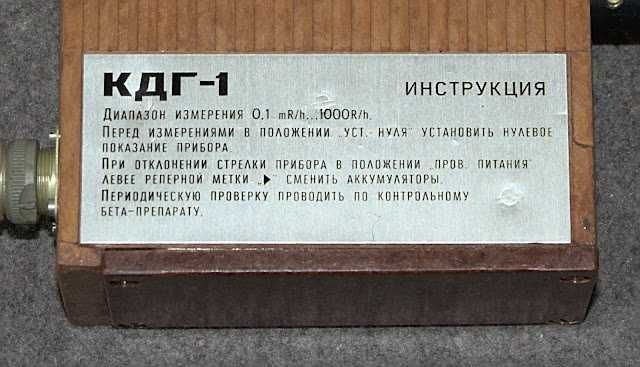 КДГ-1
ИНСТРУКЦИЯ
Диапазон измерения 0,1 mR/h...1000R/h.
Перед измерениями в положении „уст. нуля" установить нулевое
показание прибора.
При отклонении стрелки прибора в положении „пров. питания"
левее реперной метки „▶" сменить аккумуляторы.
Периодическую проверку проводить по контрольному
бета-препарату.